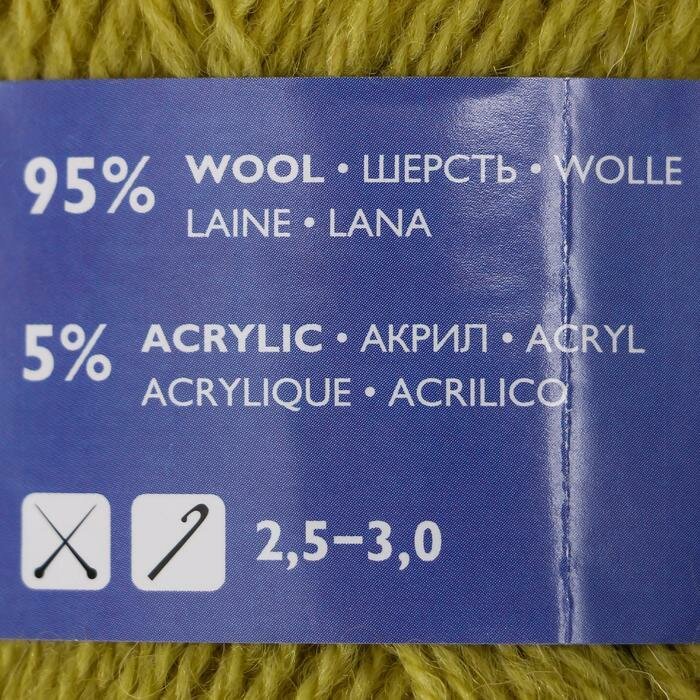 95% WOOL • ШЕРСТЬ • WOLLE
LAINE • LANA
5% ACRYLIC • АКРИЛ • ACRYL
ACRYLIQUE • ACRILICO
2,5–3,0